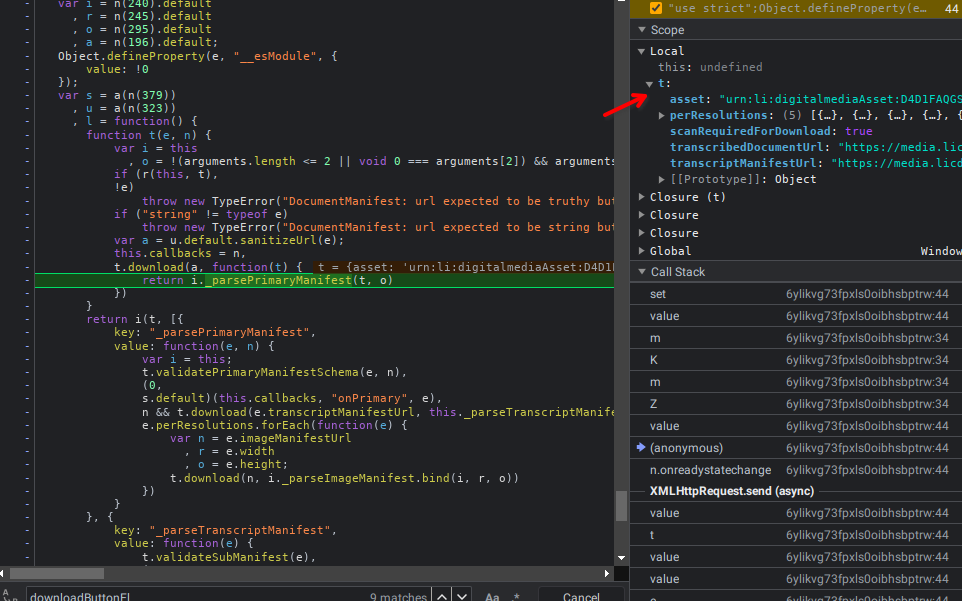 var i = n(240).default
, r = n(245).default
, o = n(295).default
, a = n(196).default;
Object.defineProperty(e, "__esModule", {
value: !0
});
var s = a(n(379))
, u = a(n(323))
, l = function() {
function t(e, n) {
var i = this
, o = !(arguments.length <= 2 || void 0 === arguments[2]) && arguments
if (r(this, t),
!e)
throw new TypeError("DocumentManifest: url expected to be truthy but
if ("string" != typeof e)
throw new TypeError("DocumentManifest: url expected to be string but
var a = u.default.sanitizeUrl(e);
this.callbacks = n,
t.download(a, function(t) { t = {asset: 'urn:li:digitalmediaAsset:D4D1
return i._parsePrimaryManifest(t, o)
})
}
return i(t, [{
key: "_parsePrimaryManifest",
value: function(e, n) {
var i = this;
t.validatePrimaryManifestSchema(e, n),
(0,
s.default)(this.callbacks, "onPrimary", e),
n && t.download(e.transcriptManifestUrl, this._parseTranscriptManife
e.perResolutions.forEach(function(e) {
var n = e.imageManifestUrl
, r = e.width
, o = e.height;
t.download(n, i._parseImageManifest.bind(i, r, o))
})
}
}, {
key: "_parseTranscriptManifest",
value: function(e) {
t.validateSubManifest(e),
downloadButtonEl
9 matches
Aa
.*
Cancel
"use strict";Object.defineProperty(e… 44
Scope
Local
this: undefined
t:
asset: "urn:li:digitalmediaAsset:D4D1FAQGS
perResolutions: (5) [{…}, {…}, {…}, {…}, {
scanRequiredForDownload: true
transcribedDocumentUrl: "https://media.lic
transcriptManifestUrl: "https://media.licd
[[Prototype]]: Object
Closure (t)
Closure
Closure
Global Window
Call Stack
set 6ylikvg73fpxls0oibhsbptrw:44
value 6ylikvg73fpxls0oibhsbptrw:44
m 6ylikvg73fpxls0oibhsbptrw:34
K 6ylikvg73fpxls0oibhsbptrw:34
m 6ylikvg73fpxls0oibhsbptrw:34
Z 6ylikvg73fpxls0oibhsbptrw:34
value 6ylikvg73fpxls0oibhsbptrw:44
(anonymous) 6ylikvg73fpxls0oibhsbptrw:44
n.onreadystatechange 6ylikvg73fpxls0oibhsbptrw:44
XMLHttpRequest.send (async)
value 6ylikvg73fpxls0oibhsbptrw:44
t 6ylikvg73fpxls0oibhsbptrw:44
value 6ylikvg73fpxls0oibhsbptrw:44
value 6ylikvg73fpxls0oibhsbptrw:44